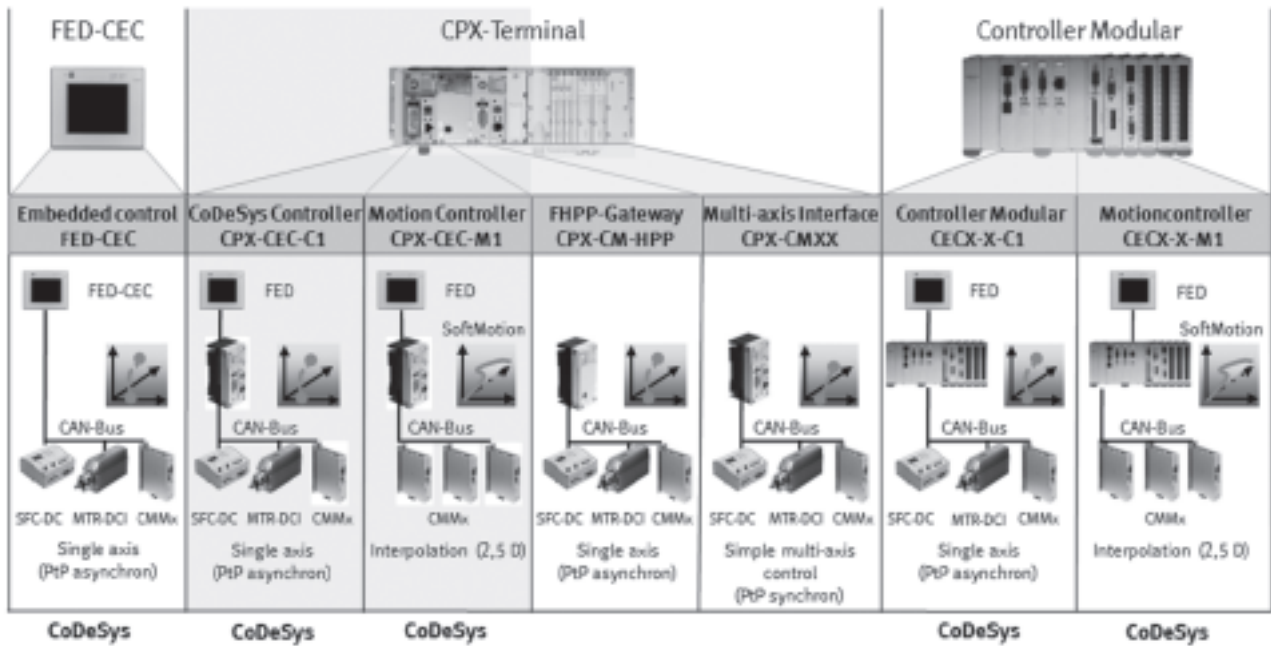 FED-CEC
CPX-Terminal
Controller Modular
Embedded control
FED-CEC
CoDeSys Controller
CPX-CEC-C1
Motion Controller
CPX-CEC-M1
FHPP-Gateway
CPX-CM-HPP
Multi-axis Interface
CPX-CMXX
Controller Modular
CECX-X-C1
Motioncontroller
CECX-X-M1
FED-CEC
CAN-Bus
SFC-DC MTR-DCI CMMx
Single axis
(PtP asynchron)
CoDeSys
FED
CAN-Bus
SFC-DC MTR-DCI CMMx
Single axis
(PtP asynchron)
CoDeSys
FED
SoftMotion
CAN-Bus
CMMx
Interpolation (2,5 D)
CoDeSys
CAN-Bus
SFC-DC MTR-DCI CMMx
Single axis
(PtP asynchron)
CAN-Bus
SFC-DC MTR-DCI CMMx
Simple multi-axis
control
(PtP synchron)
FED
CAN-Bus
SFC-DC MTR-DCI CMMx
Single axis
(PtP asynchron)
CoDeSys
FED
SoftMotion
CAN-Bus
CMMx
Interpolation (2,5 D)
CoDeSys